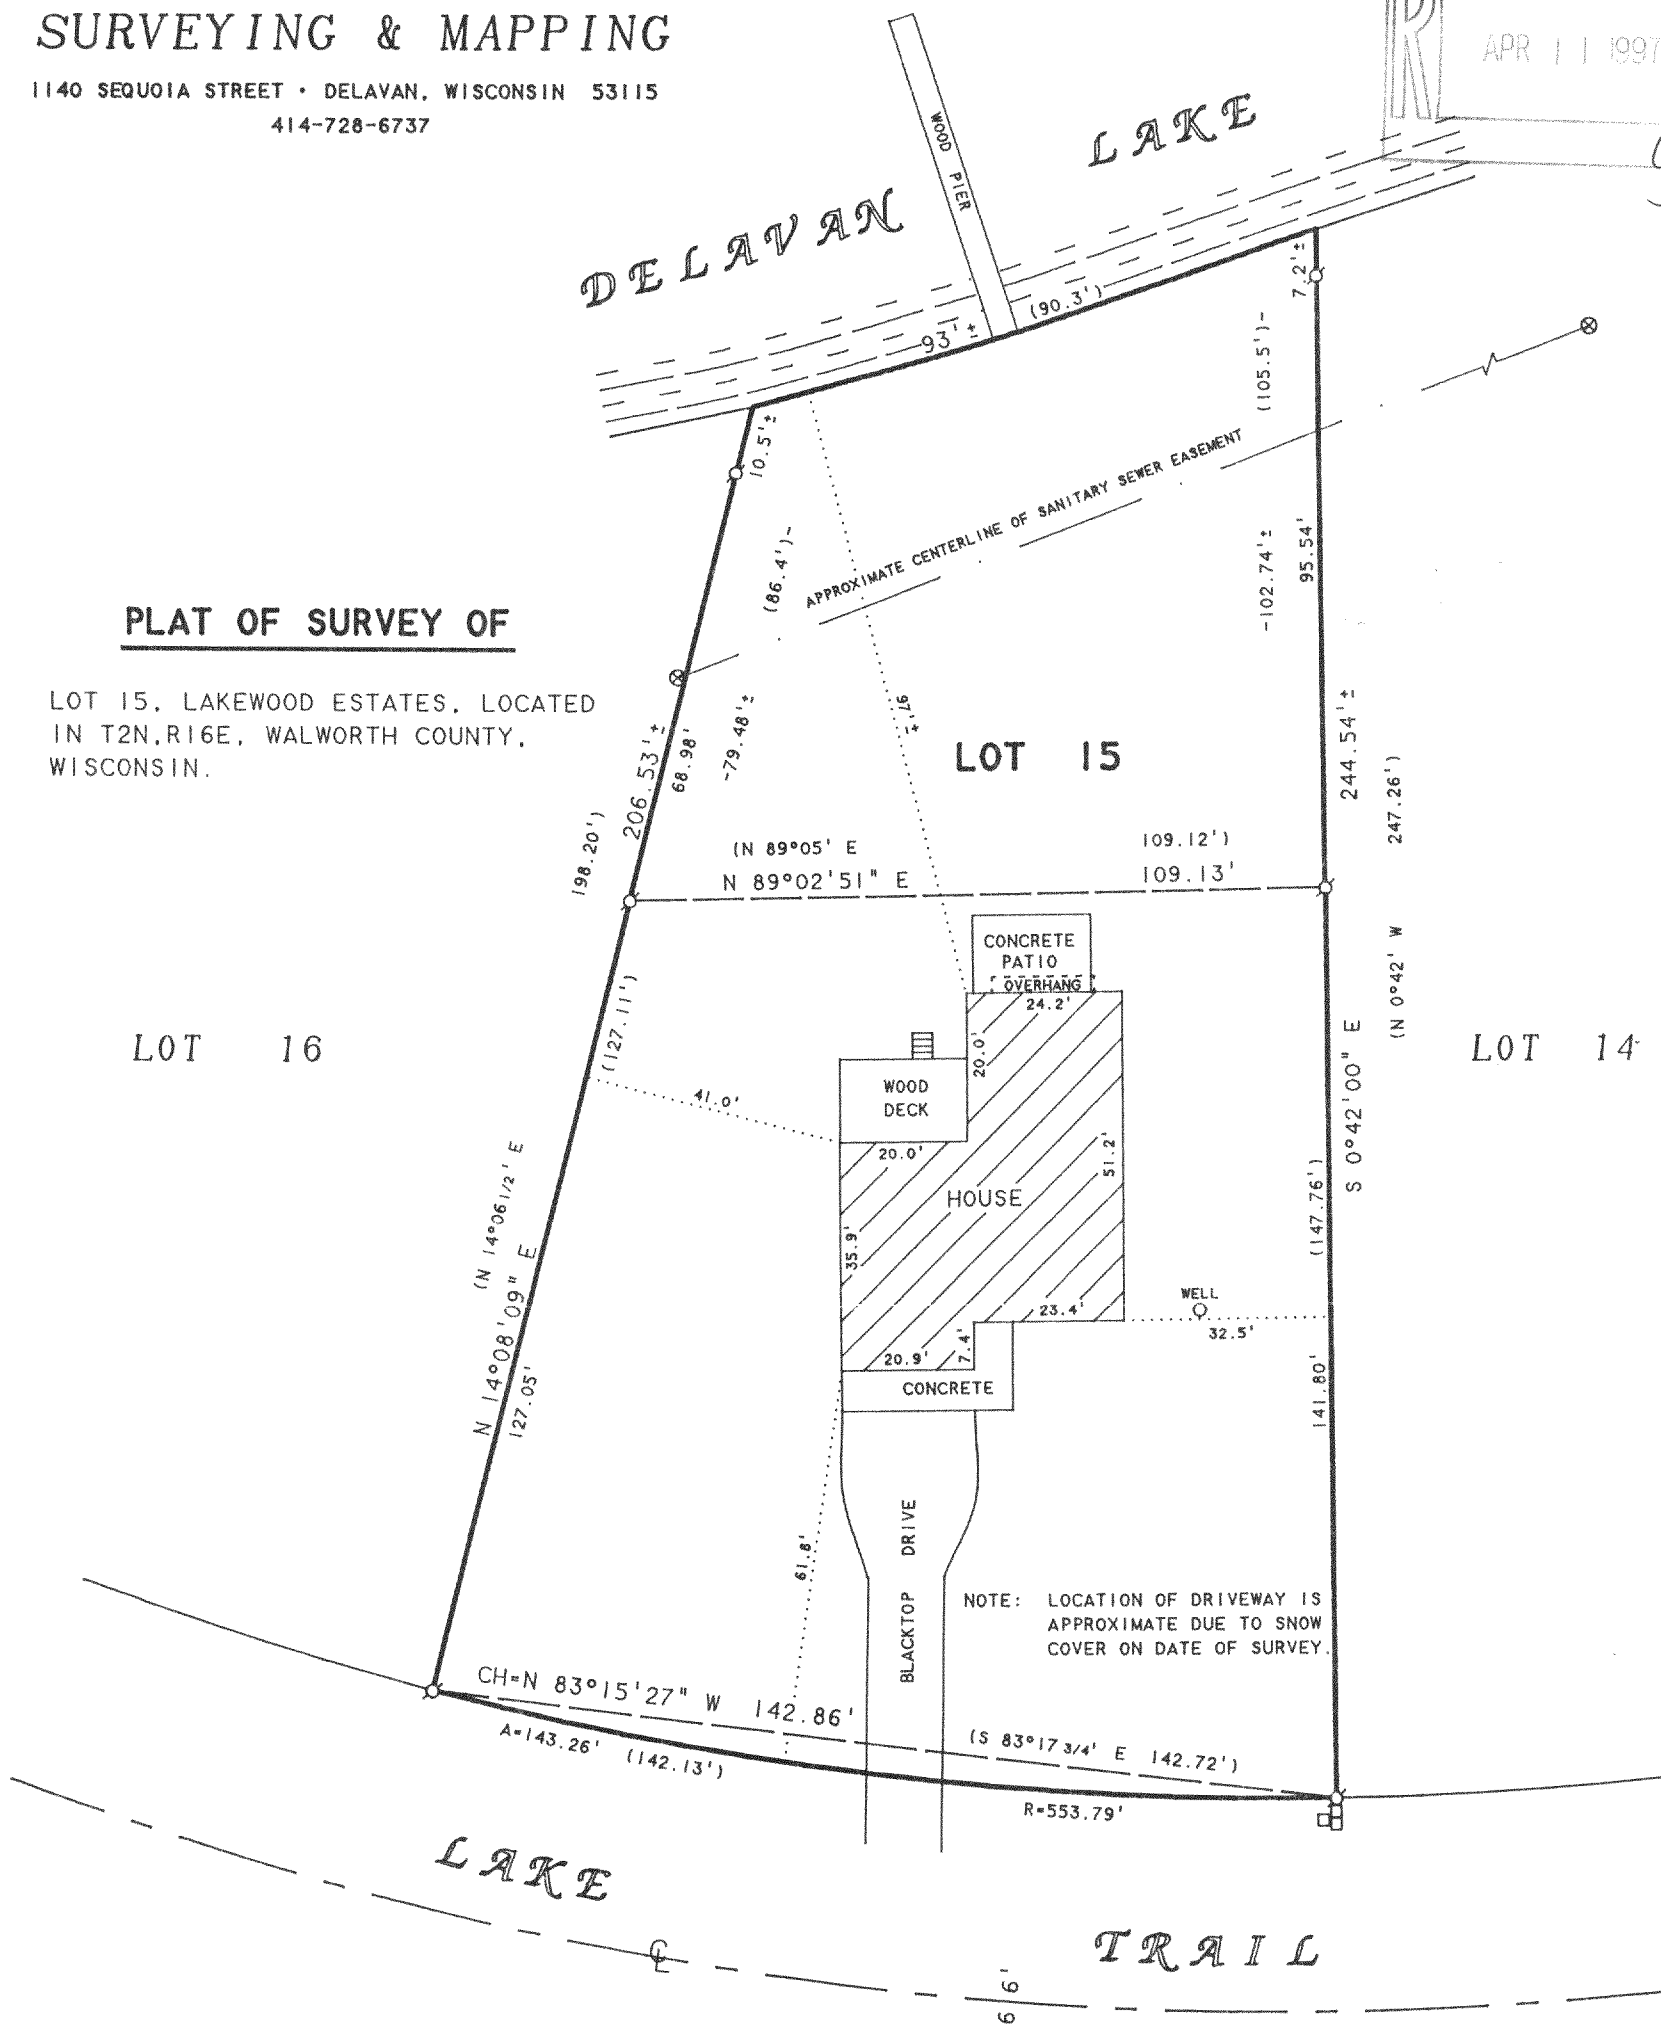 SURVEYING & MAPPING
1140 SEQUOIA STREET • DELAVAN, WISCONSIN 53115
414-728-6737
R
APR 11 1997
DELAVAN LAKE
WOOD PIER
93'±
(90.3')
7.2'±
10.5'±
(105.5')-
(86.4')-
APPROXIMATE CENTERLINE OF SANITARY SEWER EASEMENT
-102.74'±
95.54'
PLAT OF SURVEY OF
LOT 15, LAKEWOOD ESTATES, LOCATED
IN T2N,R16E, WALWORTH COUNTY,
WISCONSIN.
206.53'±
68.98'
-79.48'±
97'±
LOT 15
244.54'±
247.26')
198.20')
(N 89°05' E
109.12')
N 89°02'51" E
109.13'
(N 0°42' W
S 0°42'00" E
CONCRETE
PATIO
OVERHANG
24.2'
(127.11')
LOT 16
LOT 14
20.0'
WOOD
DECK
41.0'
20.0'
51.2'
HOUSE
35.9'
(147.76')
(N 14°06 1/2' E
N 14°08'09" E
127.05'
WELL
23.4'
32.5'
7.4'
20.9'
CONCRETE
141.80'
61.8'
BLACKTOP DRIVE
NOTE: LOCATION OF DRIVEWAY IS
APPROXIMATE DUE TO SNOW
COVER ON DATE OF SURVEY.
CH=N 83°15'27" W 142.86'
A=143.26' (142.13')
(S 83°17 3/4' E 142.72')
R=553.79'
LAKE TRAIL
CL
66'